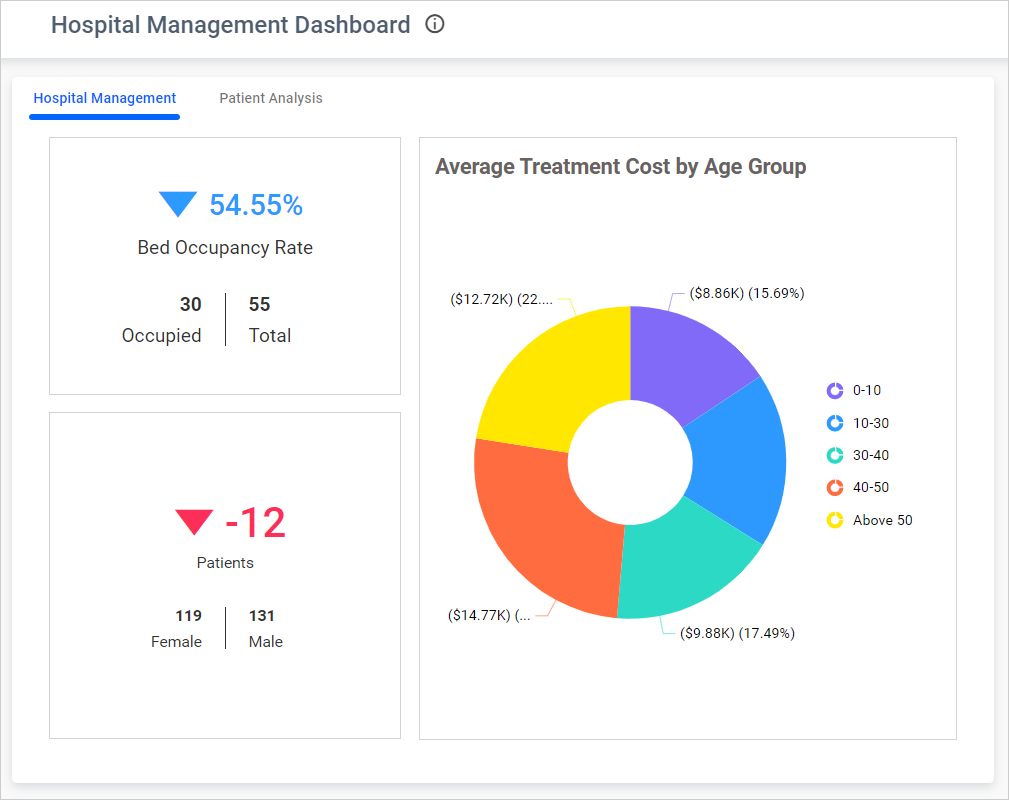 Hospital Management Dashboard
Hospital Management Patient Analysis
54.55%
Bed Occupancy Rate
30 55
Occupied Total
-12
Patients
119 131
Female Male
Average Treatment Cost by Age Group
($12.72K) (22....
($8.86K) (15.69%)
0-10
10-30
30-40
40-50
Above 50
($14.77K) (...
($9.88K) (17.49%)